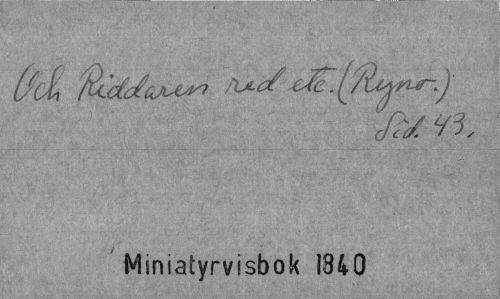 Och Riddaren red etc. (Ryno.)
Sid. 43.
Miniatyrvisbok 1840